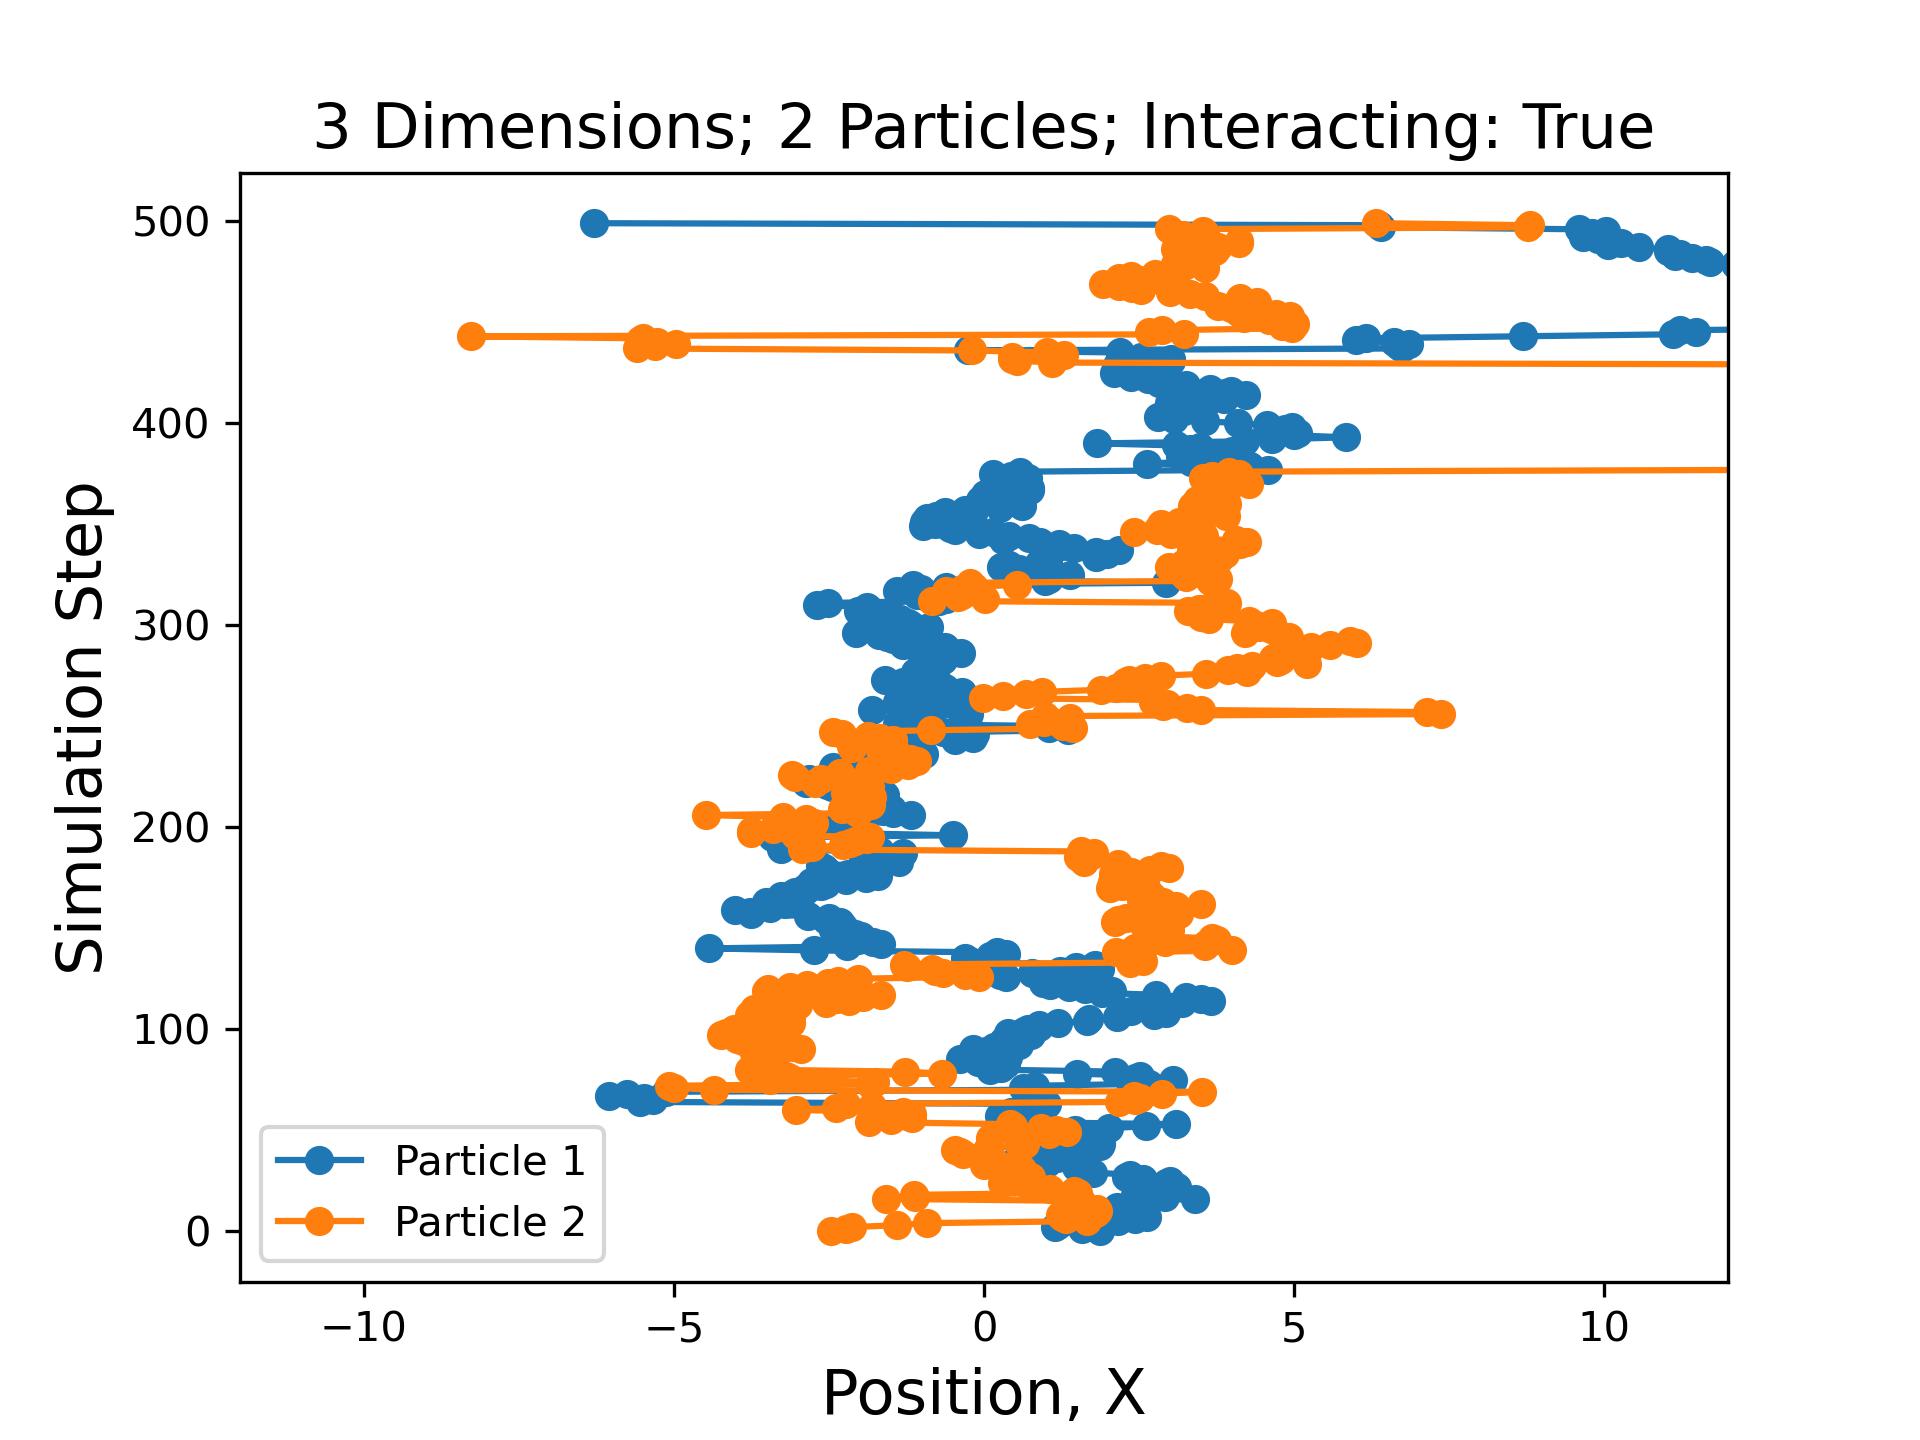 3 Dimensions; 2 Particles; Interacting: True
500
400
300
200
100
0
Simulation Step
Particle 1
Particle 2
−10 −5 0 5 10
Position, X